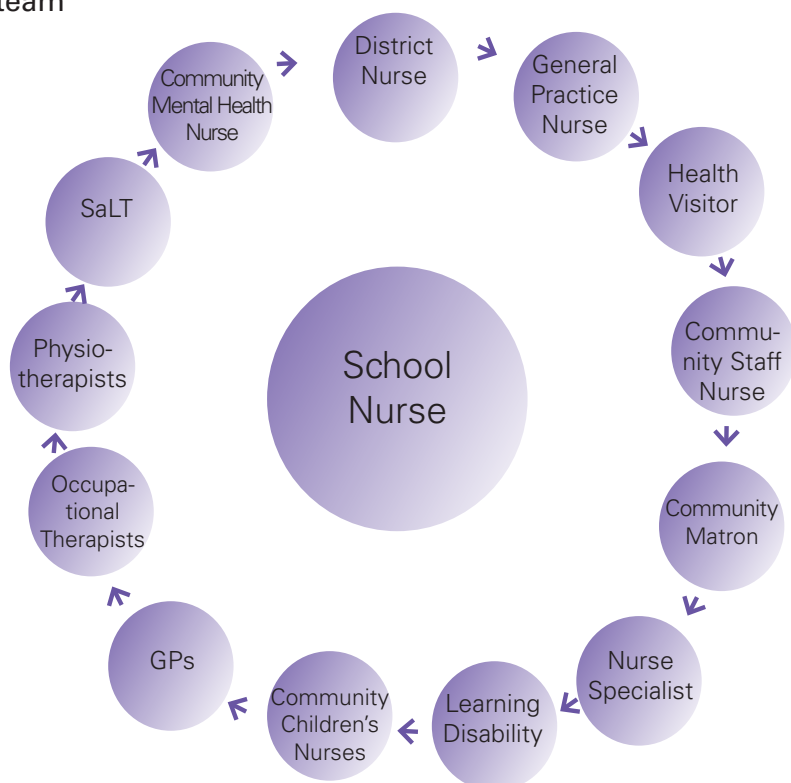 team
District
Nurse
General
Practice
Nurse
Health
Visitor
Commu-
nity Staff
Nurse
Community
Matron
Nurse
Specialist
Learning
Disability
Community
Children's
Nurses
GPs
Occupa-
tional
Therapists
Physio-
therapists
SaLT
Community
Mental Health
Nurse
School
Nurse